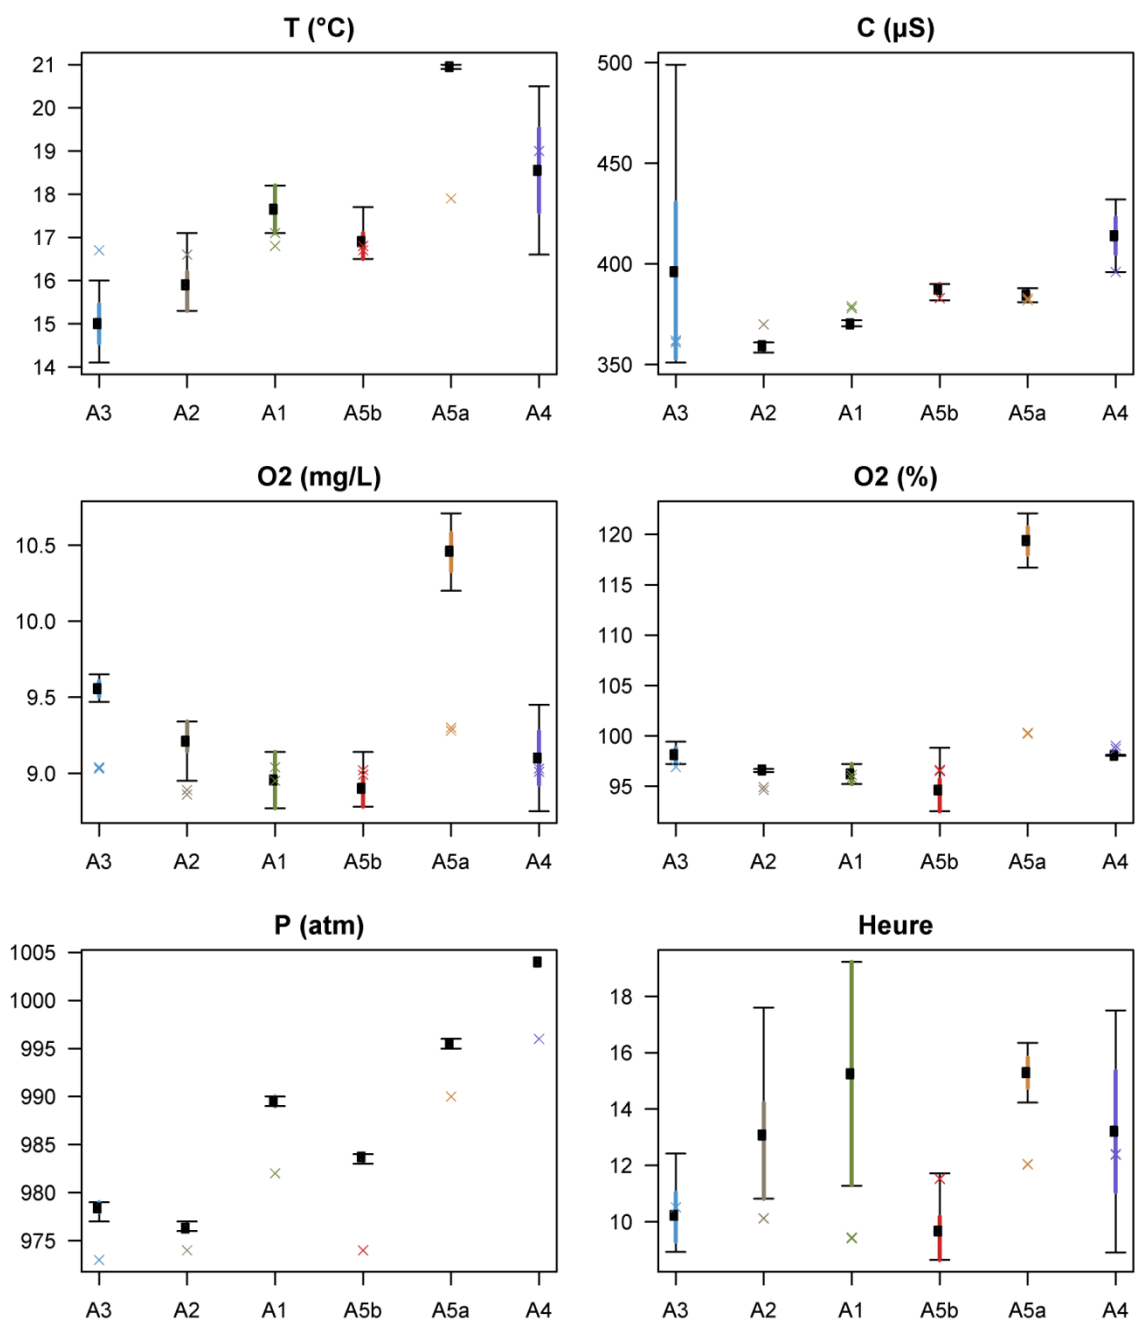 T (°C)
21
20
19
18
17
16
15
14
A3 A2 A1 A5b A5a A4
C (µS)
500
450
400
350
A3 A2 A1 A5b A5a A4
O2 (mg/L)
10.5
10.0
9.5
9.0
A3 A2 A1 A5b A5a A4
O2 (%)
120
115
110
105
100
95
A3 A2 A1 A5b A5a A4
P (atm)
1005
1000
995
990
985
980
975
A3 A2 A1 A5b A5a A4
Heure
18
16
14
12
10
A3 A2 A1 A5b A5a A4